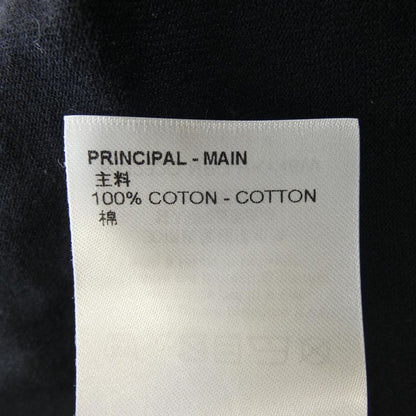 PRINCIPAL - MAIN
主料
100% COTON - COTTON
棉